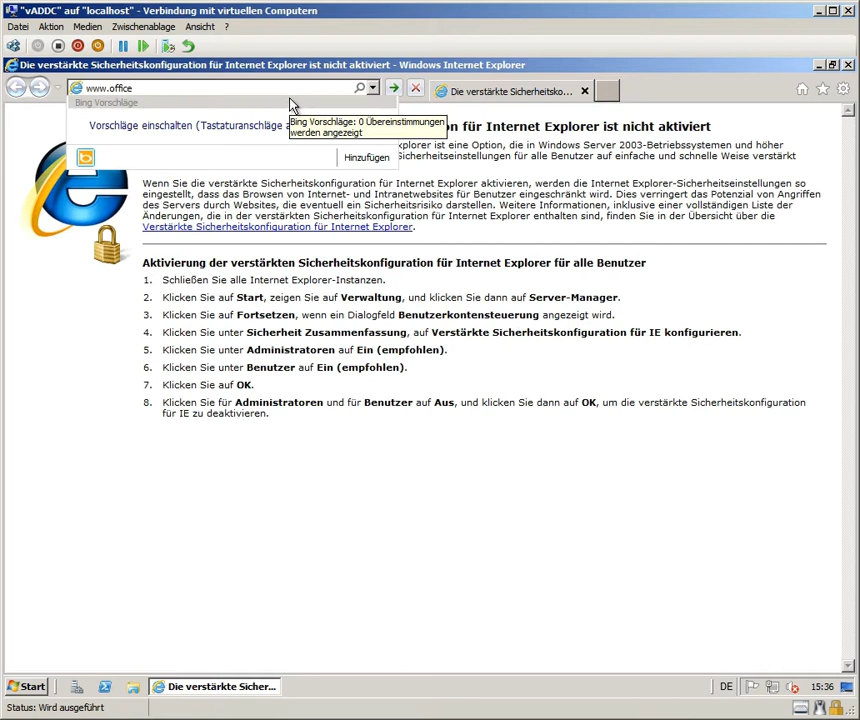 "vADDC" auf "localhost" - Verbindung mit virtuellen Computern
Datei Aktion Medien Zwischenablage Ansicht ?
Die verstärkte Sicherheitskonfiguration für Internet Explorer ist nicht aktiviert - Windows Internet Explorer
www.office
Die verstärkte Sicherheitsko...
Bing Vorschläge
Vorschläge einschalten (Tastaturanschläge
Bing Vorschläge: 0 Übereinstimmungen
werden angezeigt
Hinzufügen
on für Internet Explorer ist nicht aktiviert
xplorer ist eine Option, die in Windows Server 2003-Betriebssystemen und höher
eingestellt, dass das Browsen von Internet- und Intranetwebsites für Benutzer eingeschränkt wird. Dies verringert das Potenzial von Angriffen
Sicherheitseinstellungen für alle Benutzer auf einfache und schnelle Weise verstärkt
Wenn Sie die verstärkte Sicherheitskonfiguration für Internet Explorer aktivieren, werden die Internet Explorer-Sicherheitseinstellungen so
des Servers durch Websites, die eventuell ein Sicherheitsrisiko darstellen. Weitere Informationen, inklusive einer vollständigen Liste der
Änderungen, die in der verstärkten Sicherheitskonfiguration für Internet Explorer enthalten sind, finden Sie in der Übersicht über die
Verstärkte Sicherheitskonfiguration für Internet Explorer.
Aktivierung der verstärkten Sicherheitskonfiguration für Internet Explorer für alle Benutzer
1. Schließen Sie alle Internet Explorer-Instanzen.
2. Klicken Sie auf Start, zeigen Sie auf Verwaltung, und klicken Sie dann auf Server-Manager.
3. Klicken Sie auf Fortsetzen, wenn ein Dialogfeld Benutzerkontensteuerung angezeigt wird.
4. Klicken Sie unter Sicherheit Zusammenfassung, auf Verstärkte Sicherheitskonfiguration für IE konfigurieren.
5. Klicken Sie unter Administratoren auf Ein (empfohlen).
6. Klicken Sie unter Benutzer auf Ein (empfohlen).
7. Klicken Sie auf OK.
8. Klicken Sie für Administratoren und für Benutzer auf Aus, und klicken Sie dann auf OK, um die verstärkte Sicherheitskonfiguration
für IE zu deaktivieren.
Start
Die verstärkte Sicher...
DE
15:36
Status: Wird ausgeführt